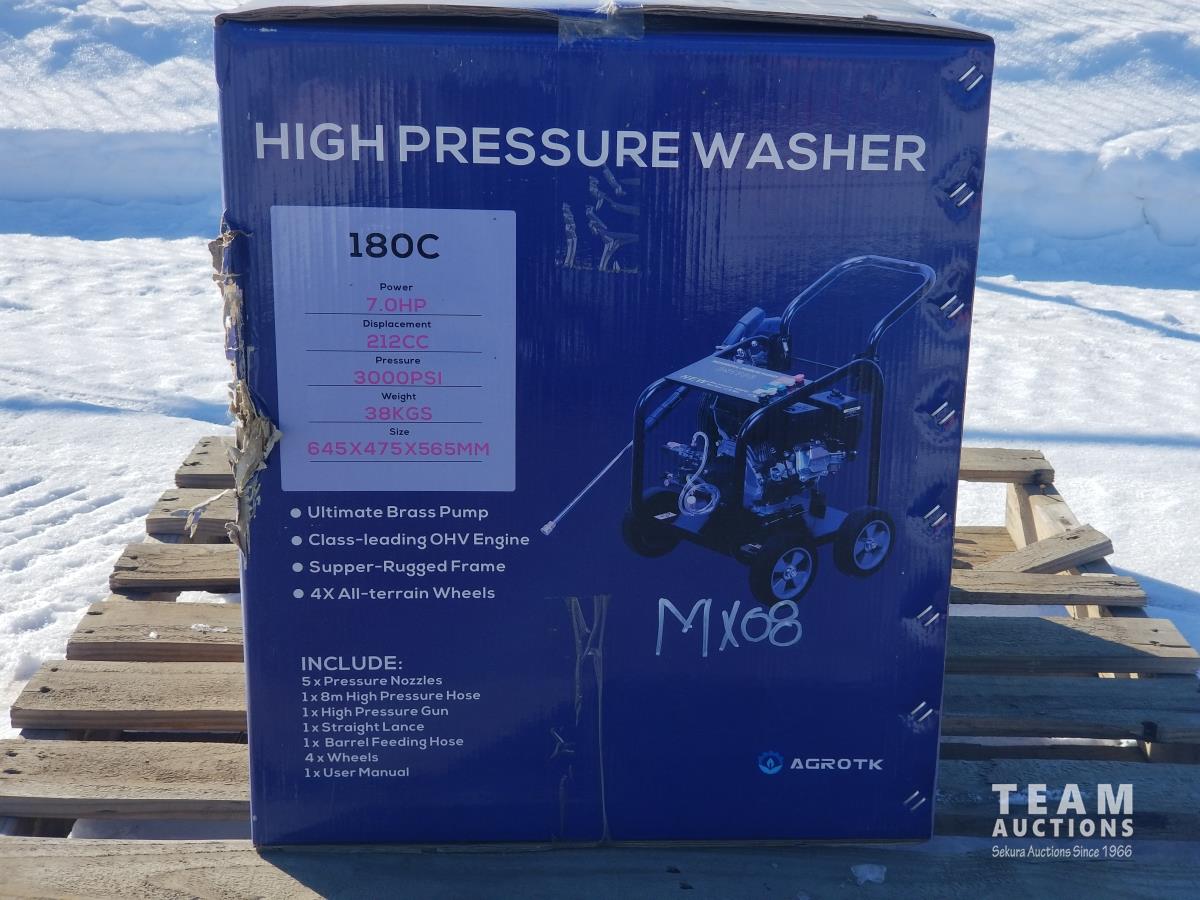 HIGH PRESSURE WASHER
180C
Power
7.0HP
Displacement
212CC
Pressure
3000PSI
Weight
38KGS
Size
645X475X565MM
• Ultimate Brass Pump
• Class-leading OHV Engine
• Supper-Rugged Frame
• 4X All-terrain Wheels
MX08
INCLUDE:
5 x Pressure Nozzles
1 x 8m High Pressure Hose
1 x High Pressure Gun
1 x Straight Lance
1 x Barrel Feeding Hose
4 x Wheels
1 x User Manual
AGROTK
TEAM
AUCTIONS
Sekura Auctions Since 1966